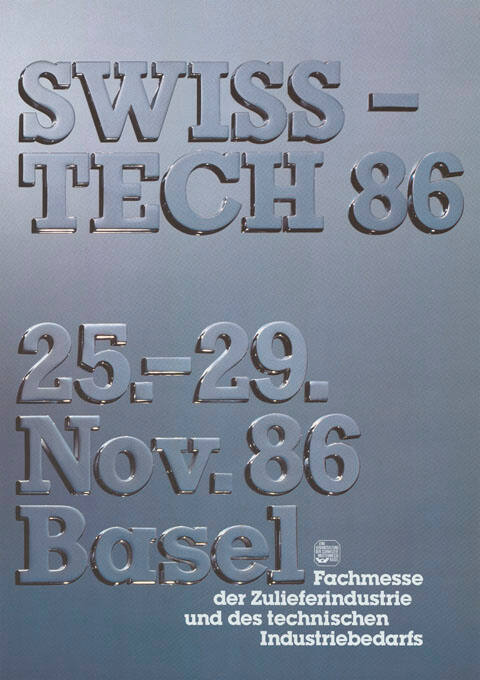 SWISS-
TECH 86
25.–29.
Nov. 86
Basel
Fachmesse
der Zulieferindustrie
und des technischen
Industriebedarfs